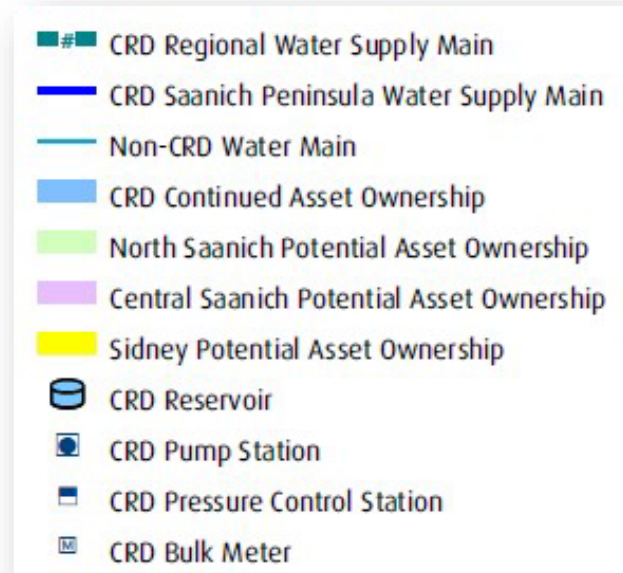 # CRD Regional Water Supply Main
CRD Saanich Peninsula Water Supply Main
Non-CRD Water Main
CRD Continued Asset Ownership
North Saanich Potential Asset Ownership
Central Saanich Potential Asset Ownership
Sidney Potential Asset Ownership
CRD Reservoir
CRD Pump Station
CRD Pressure Control Station
M CRD Bulk Meter